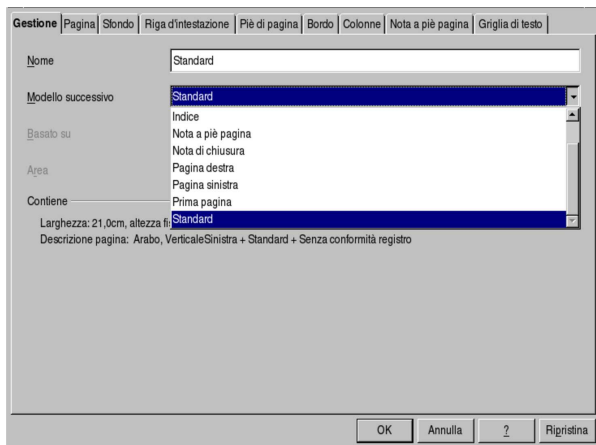 Gestione Pagina Sfondo Riga d'intestazione Piè di pagina Bordo Colonne Nota a piè pagina Griglia di testo
Nome Standard
Modello successivo Standard
Indice
Basato su Nota a piè pagina
Nota di chiusura
Area Pagina destra
Pagina sinistra
Contiene Prima pagina
Larghezza: 21,0cm, altezza fi Standard
Descrizione pagina: Arabo, VerticaleSinistra + Standard + Senza conformità registro
OK Annulla ? Ripristina